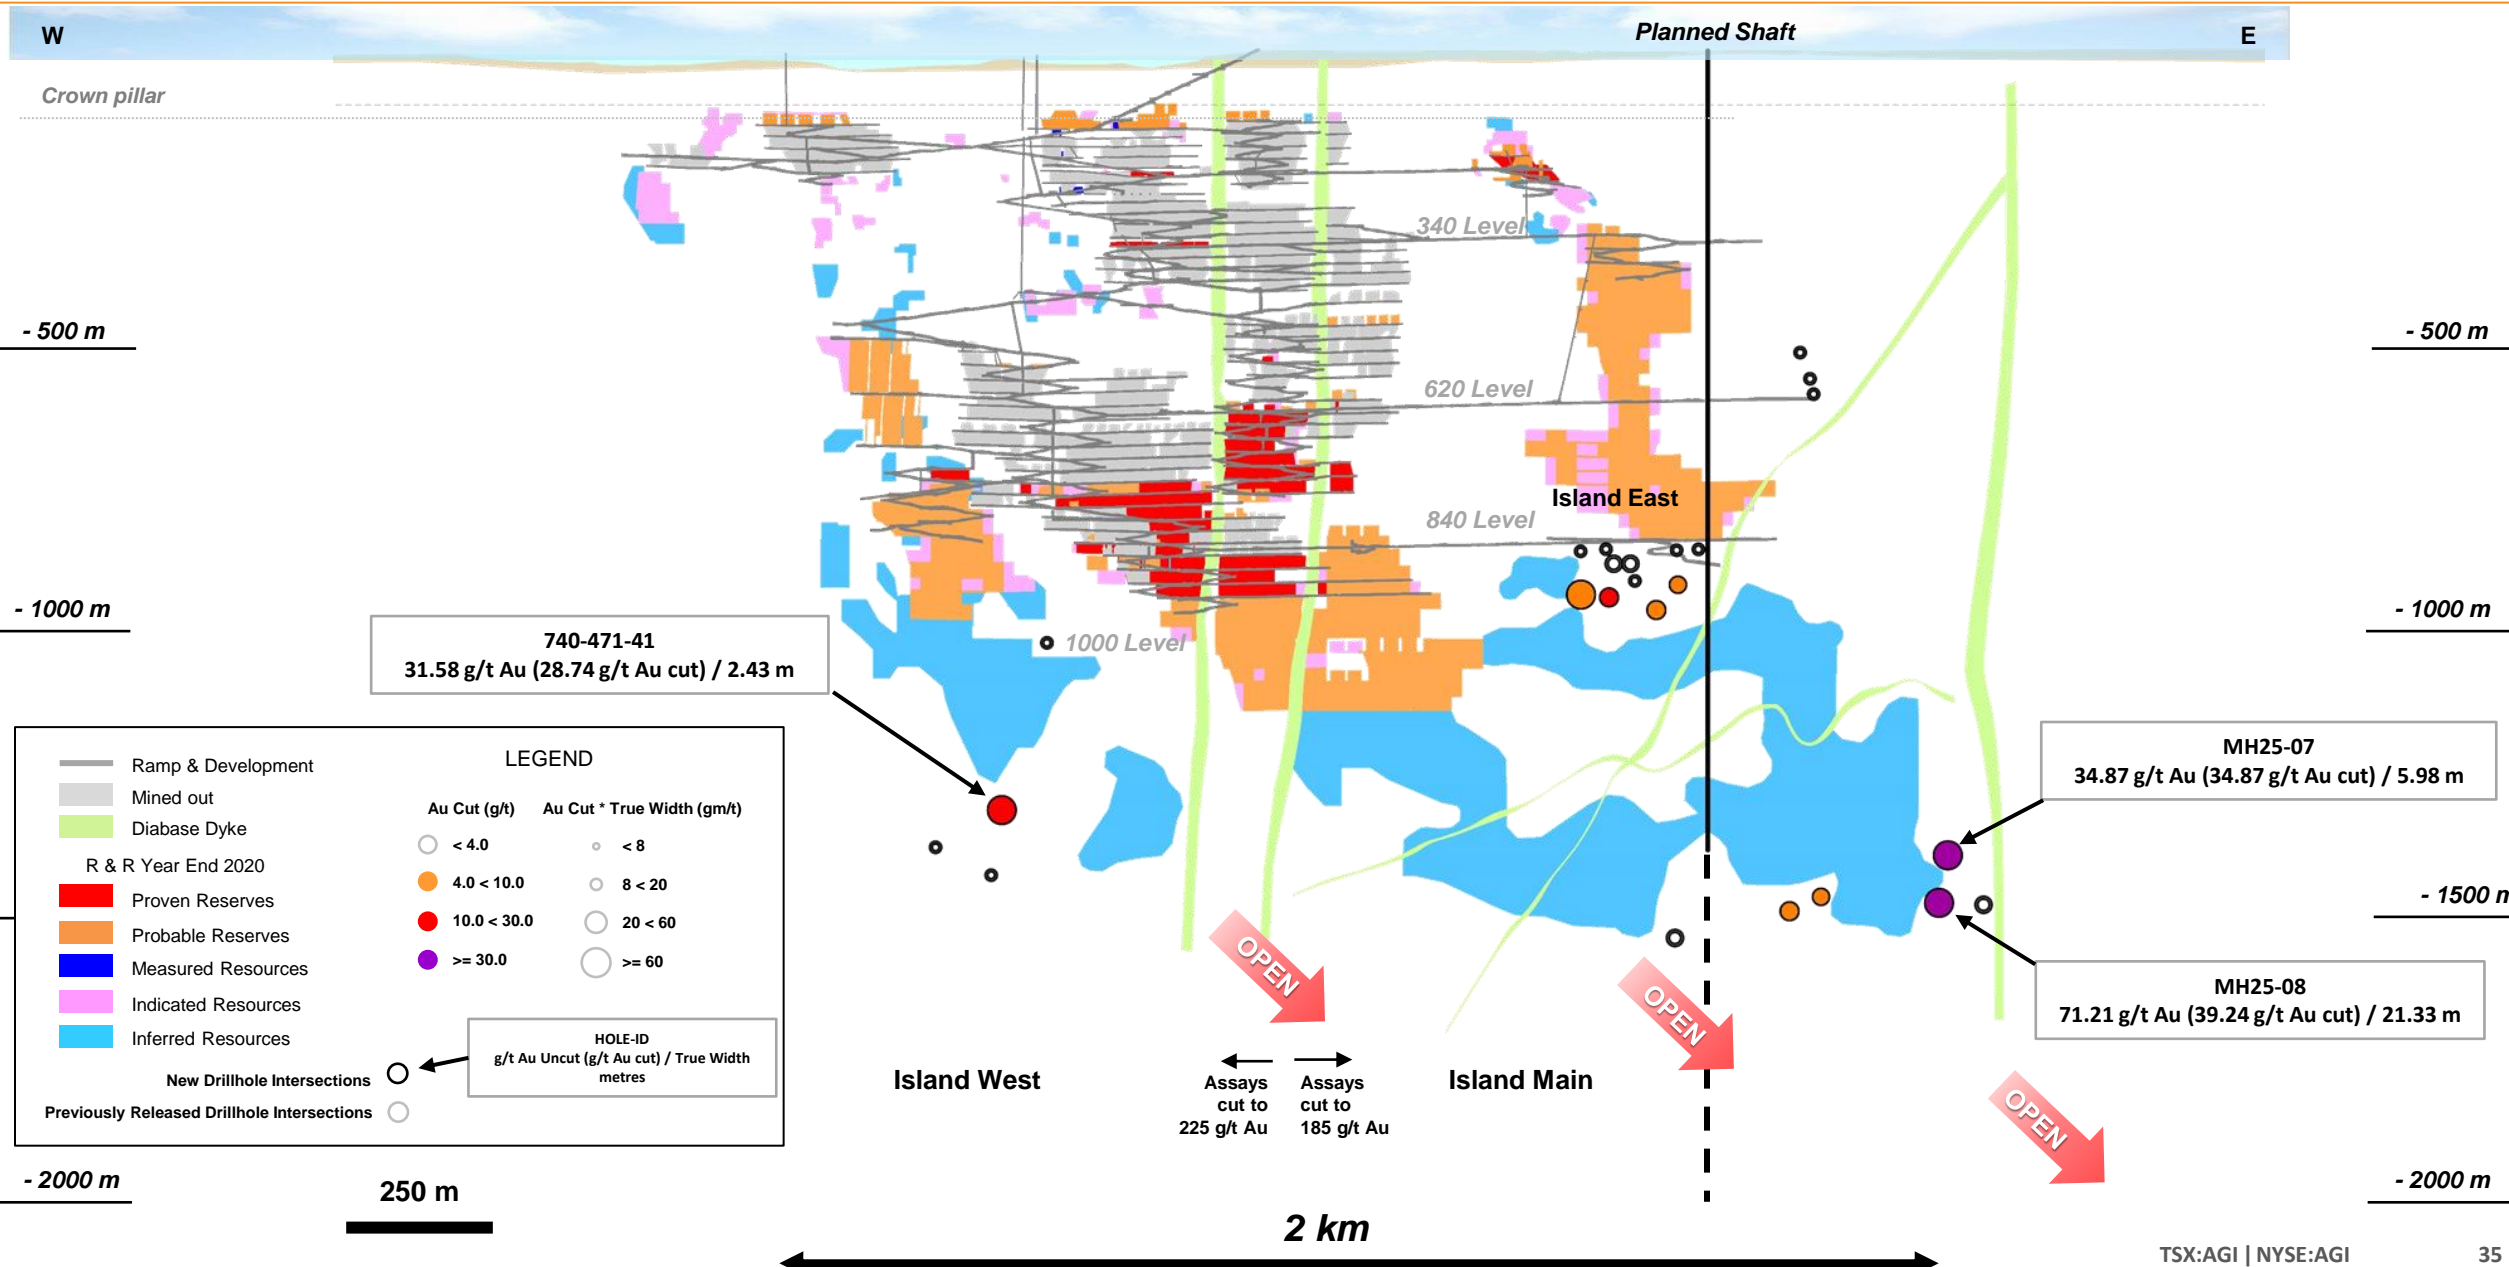 W
Planned Shaft
E
Crown pillar
340 Level
- 500 m
- 500 m
620 Level
Island East
840 Level
- 1000 m
- 1000 m
740-471-41
31.58 g/t Au (28.74 g/t Au cut) / 2.43 m
1000 Level
MH25-07
34.87 g/t Au (34.87 g/t Au cut) / 5.98 m
LEGEND
Ramp & Development
Mined out
Diabase Dyke
R & R Year End 2020
Proven Reserves
Probable Reserves
Measured Resources
Indicated Resources
Inferred Resources
Au Cut (g/t)
< 4.0
4.0 < 10.0
10.0 < 30.0
>= 30.0
Au Cut * True Width (gm/t)
< 8
8 < 20
20 < 60
>= 60
HOLE-ID
g/t Au Uncut (g/t Au cut) / True Width
metres
New Drillhole Intersections
Previously Released Drillhole Intersections
- 1500 m
MH25-08
71.21 g/t Au (39.24 g/t Au cut) / 21.33 m
OPEN
OPEN
OPEN
Island West
Assays
cut to
225 g/t Au
Assays
cut to
185 g/t Au
Island Main
- 2000 m
- 2000 m
250 m
2 km
TSX:AGI | NYSE:AGI
35